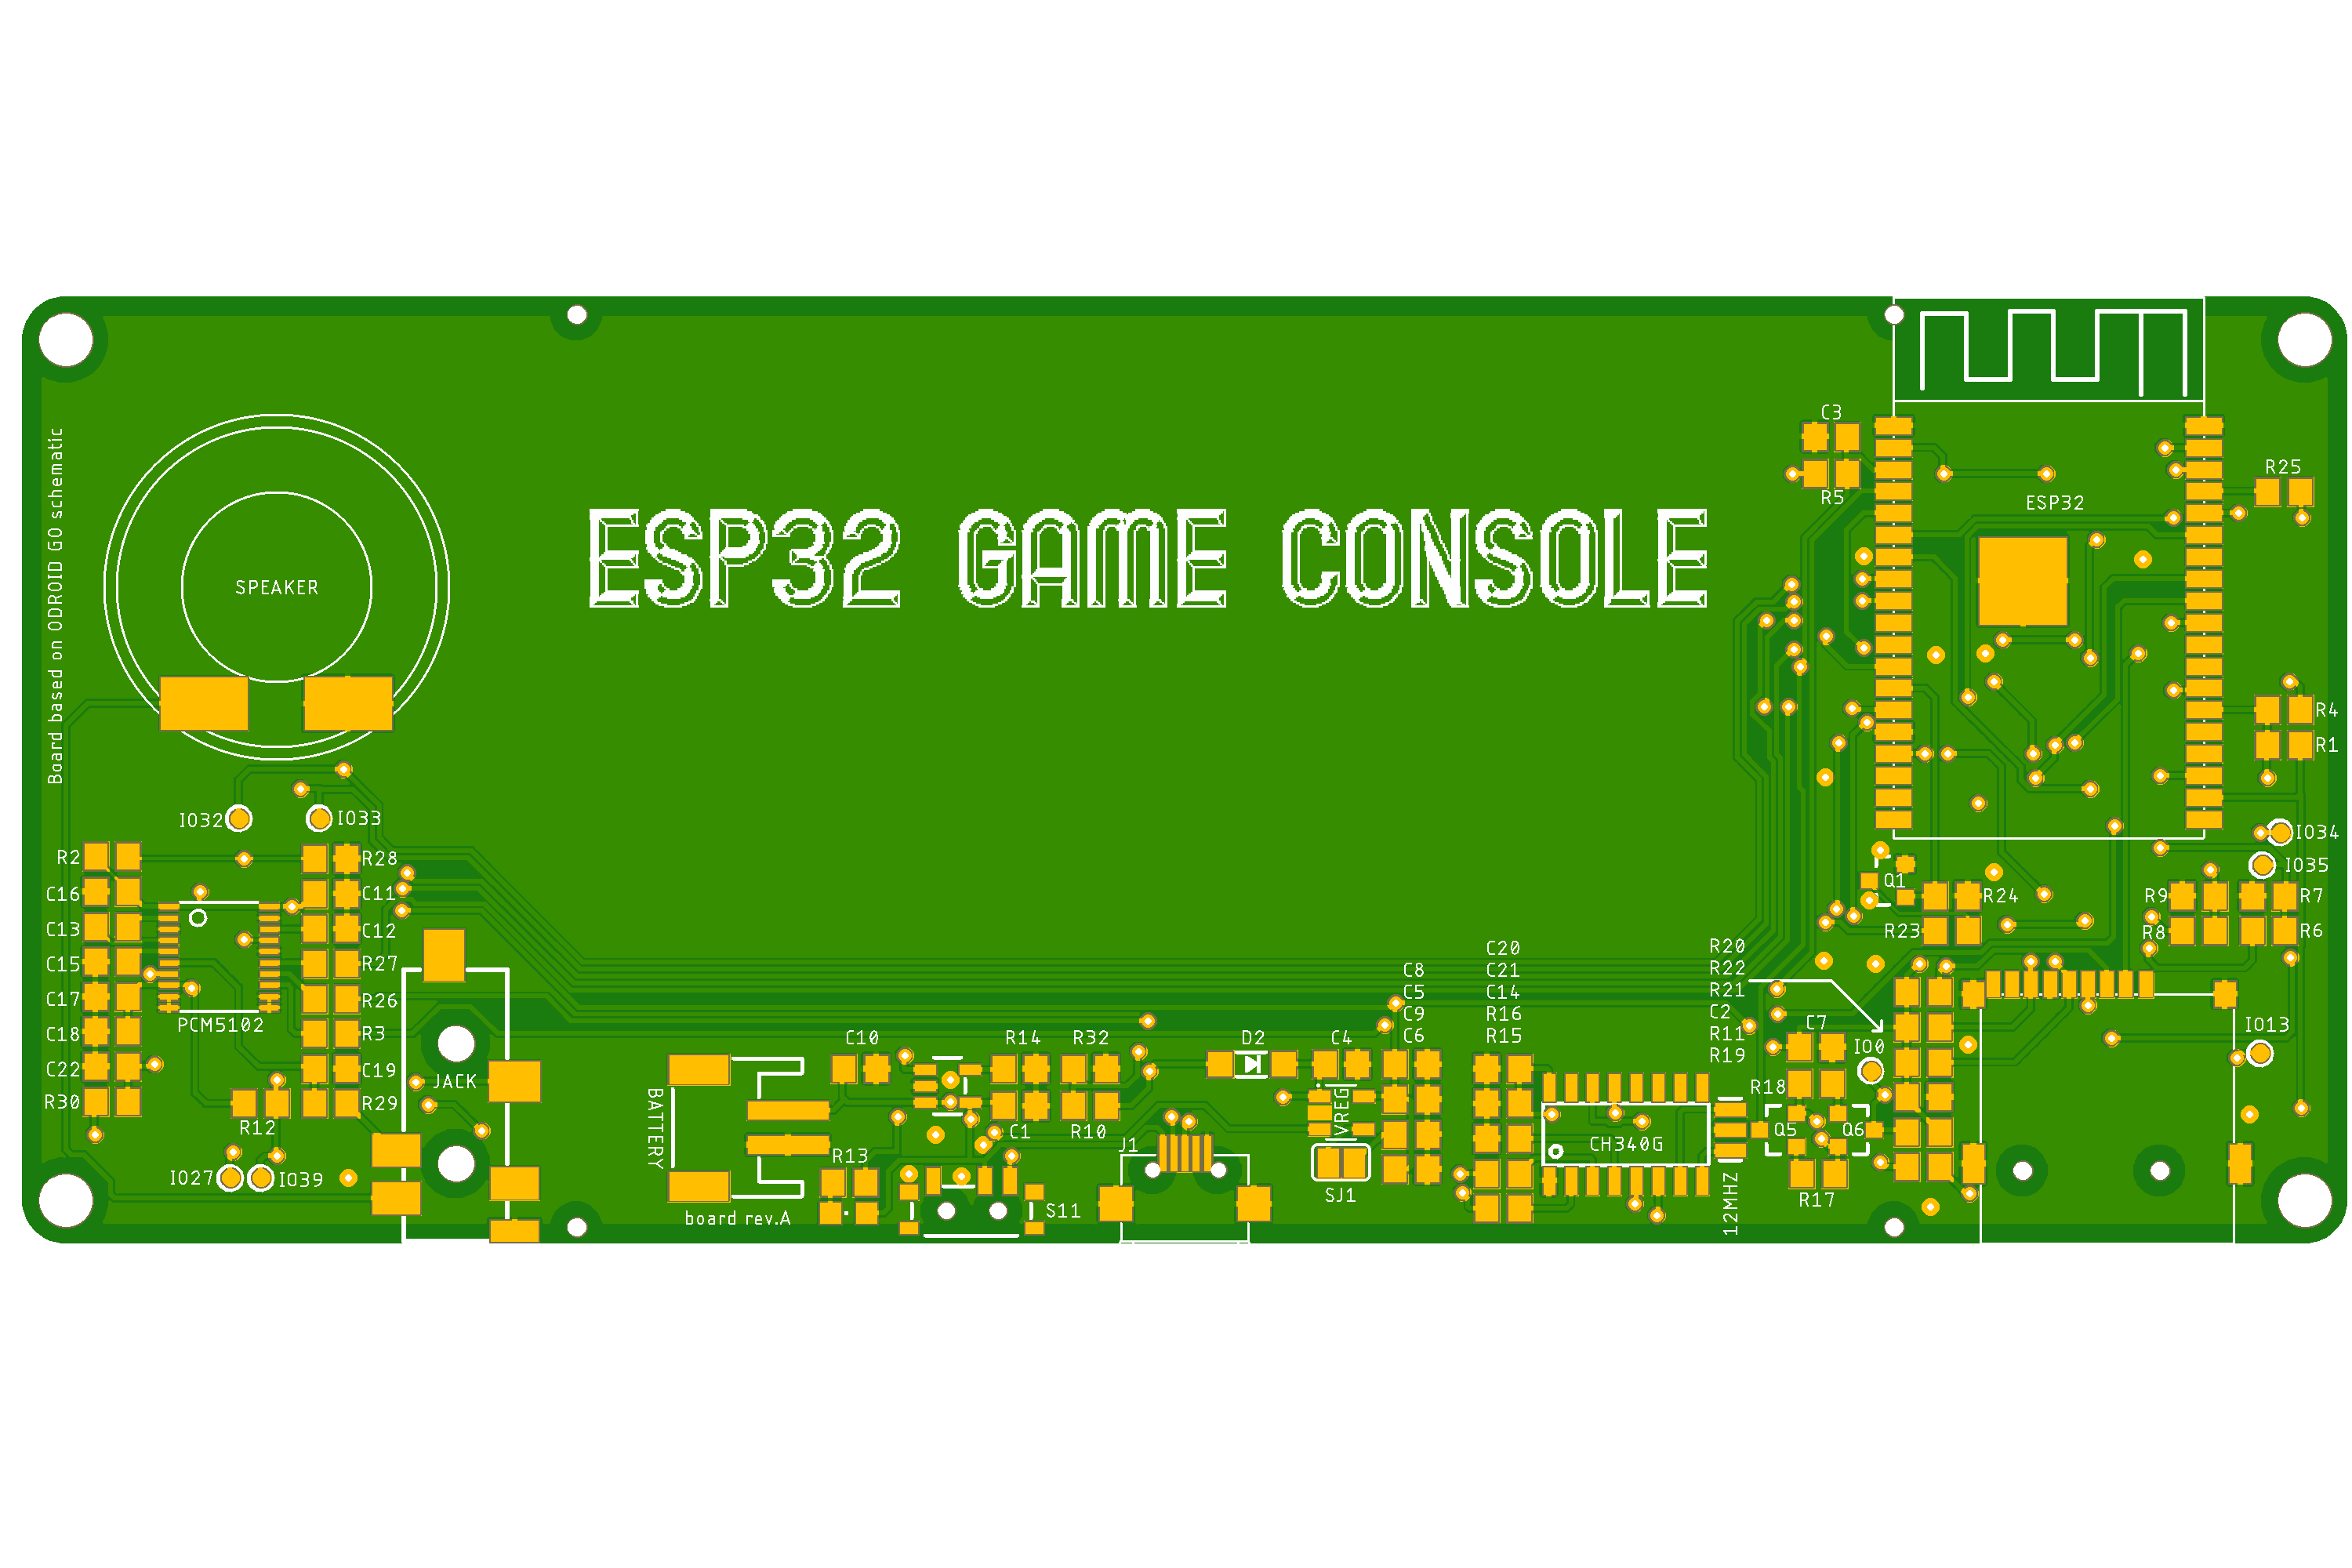 ESP32 GAME CONSOLE
Board based on ODROID GO schematic
SPEAKER
C3
R5
ESP32
R25
R4
R1
IO32
IO33
IO34
IO35
R2
C16
C13
C15
C17
C18
C22
R30
PCM5102
R28
C11
C12
R27
R26
R3
C19
R29
R12
IO27
IO39
JACK
BATTERY
board rev.A
C10
R13
R14
C1
R32
R10
S11
J1
D2
C4
VREG
SJ1
C8
C5
C9
C6
C20
C21
C14
R16
R15
CH340G
12MHZ
R20
R22
R21
C2
R11
R19
C7
IO0
R18
Q5
Q6
R17
Q1
R24
R23
R9
R8
R7
R6
IO13